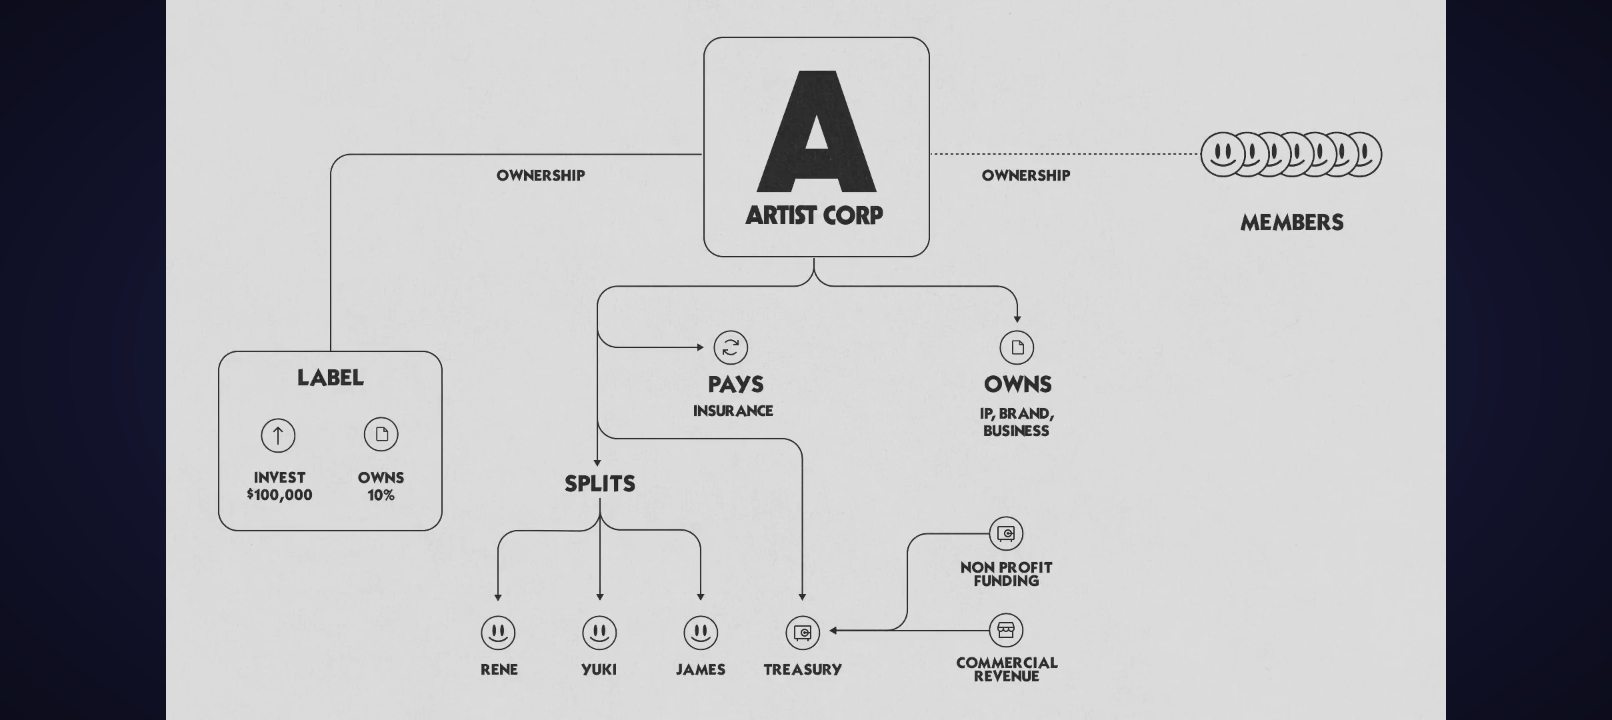 A
ARTIST CORP
OWNERSHIP
OWNERSHIP
MEMBERS
LABEL
INVEST
$100,000
OWNS
10%
PAYS
INSURANCE
OWNS
IP, BRAND,
BUSINESS
SPLITS
NON PROFIT
FUNDING
RENE
YUKI
JAMES
TREASURY
COMMERCIAL
REVENUE